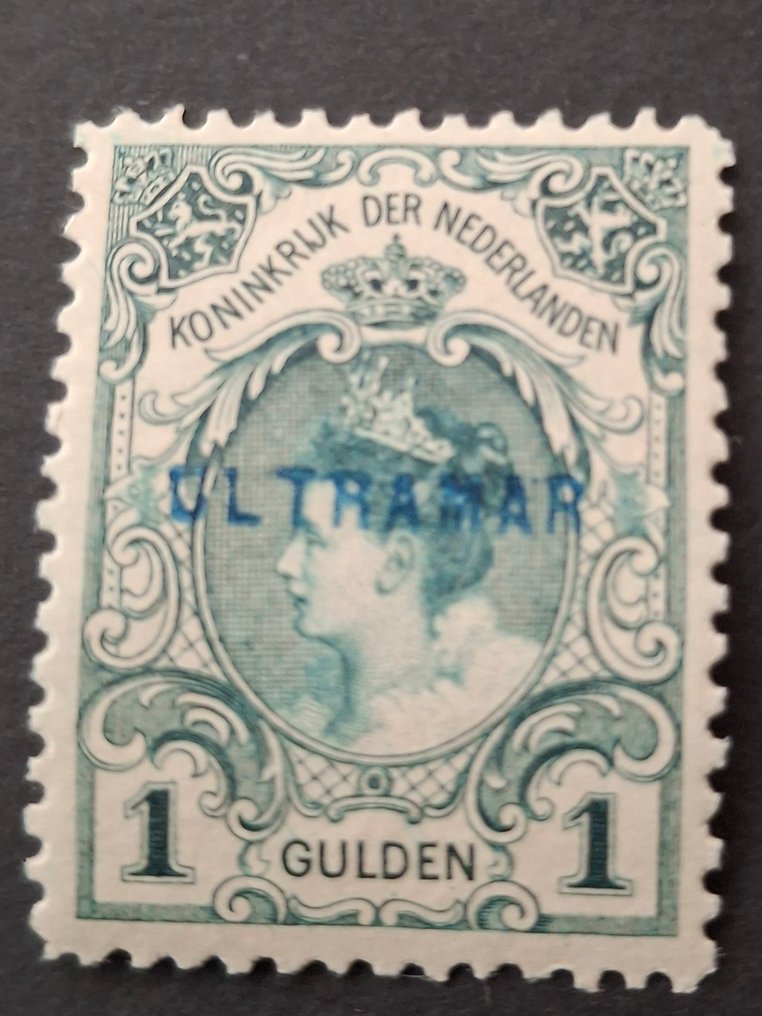 KONINKRIJK DER NEDERLANDEN
ULTRAMAR
1 GULDEN 1